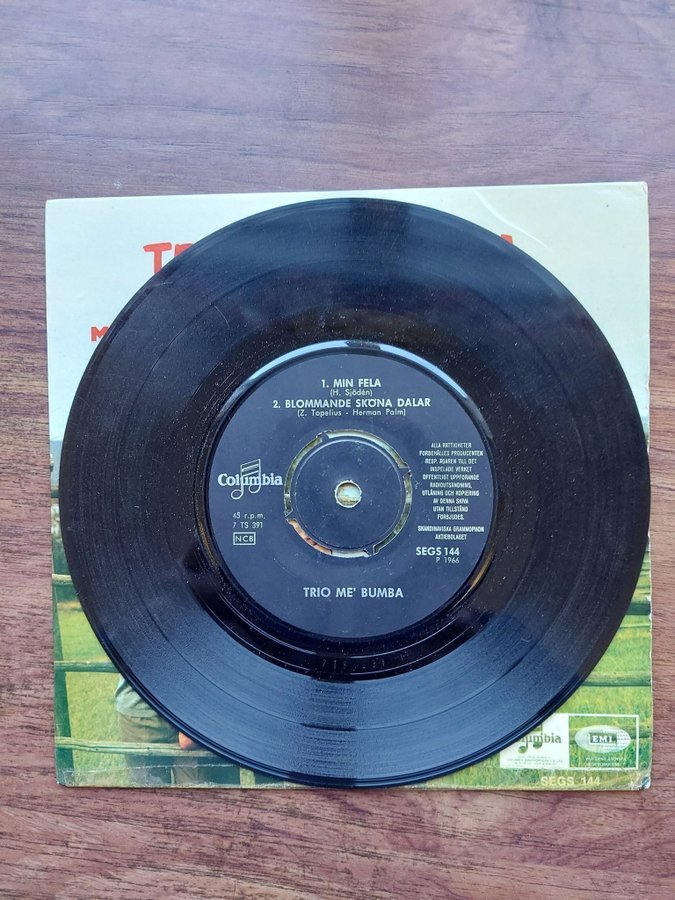 1. MIN FELA
(H. Sjödén)
2. BLOMMANDE SKÖNA DALAR
(Z. Topelius - Herman Palm)
Columbia
45 r.p.m.
7 TS 391
NCB
ALLA RÄTTIGHETER
FÖRBEHÅLLES PRODUCENTEN
RESP. ÄGAREN TILL DET
INSPELADE VERKET
OFFENTLIGT UPPFÖRANDE
RADIOUTSÄNDNING,
UTLÅNING OCH KOPIERING
AV DENNA SKIVA
UTAN TILLSTÅND
FÖRBJUDES.
SKANDINAVISKA GRAMMOPHON
AKTIEBOLAGET
SEGS 144
P 1966
TRIO ME' BUMBA
Columbia
EMI
SEGS 144